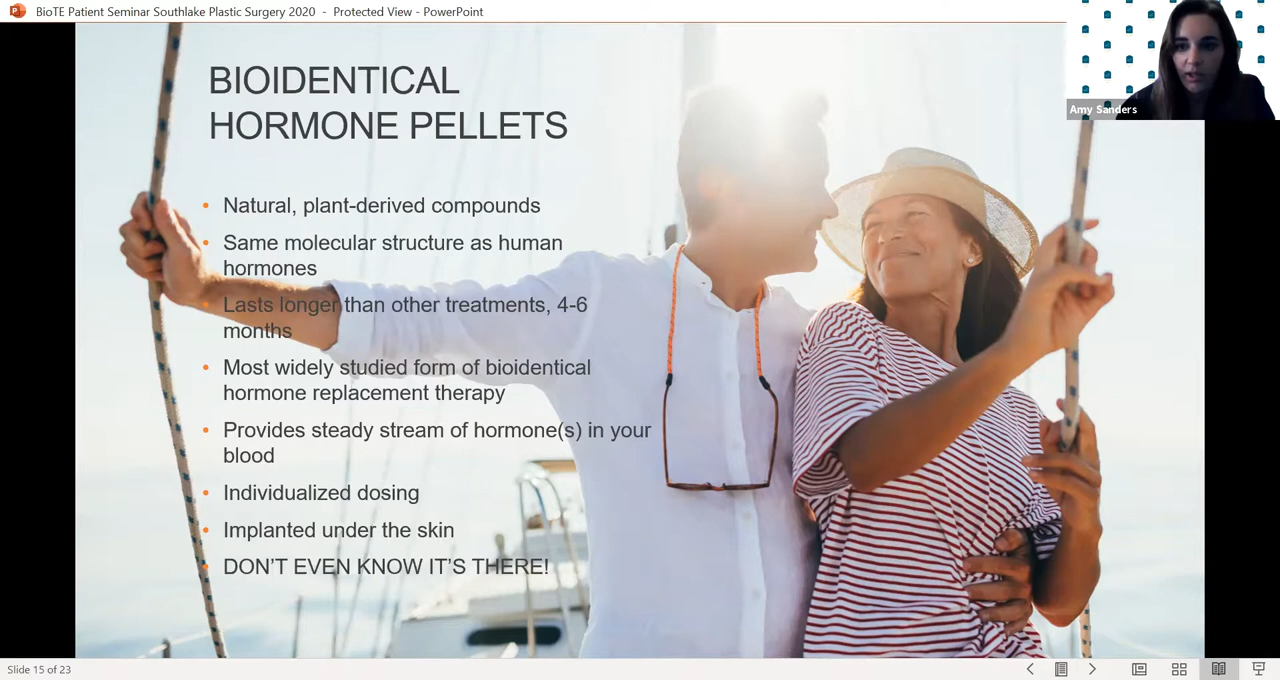 BioTE Patient Seminar Southlake Plastic Surgery 2020 - Protected View - PowerPoint
Amy Sanders
BIOIDENTICAL
HORMONE PELLETS
• Natural, plant-derived compounds
• Same molecular structure as human
hormones
• Lasts longer than other treatments, 4-6
months
• Most widely studied form of bioidentical
hormone replacement therapy
• Provides steady stream of hormone(s) in your
blood
• Individualized dosing
• Implanted under the skin
• DON’T EVEN KNOW IT’S THERE!
Slide 15 of 23